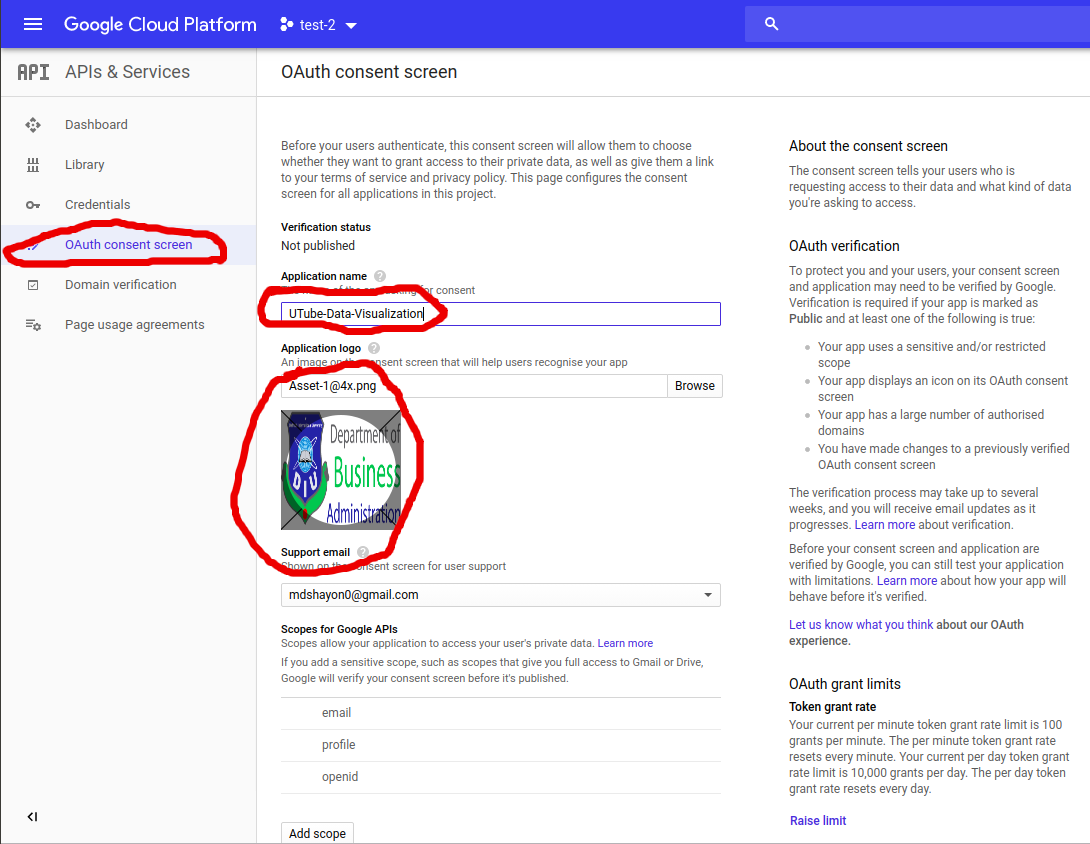 Google Cloud Platform
test-2
API
APIs & Services
OAuth consent screen
Dashboard
Library
Credentials
OAuth consent screen
Domain verification
Page usage agreements
Before your users authenticate, this consent screen will allow them to choose
whether they want to grant access to their private data, as well as give them a link
to your terms of service and privacy policy. This page configures the consent
screen for all applications in this project.
Verification status
Not published
Application name
of the asking for consent
UTube-Data-Visualization
Application logo
An image on the consent screen that will help users recognise your app
Asset-1@4x.png
Browse
DIU
Department of
Business
Administration
Support email
Shown on the consent screen for user support
mdshayon0@gmail.com
Scopes for Google APIs
Scopes allow your application to access your user's private data. Learn more
If you add a sensitive scope, such as scopes that give you full access to Gmail or Drive,
Google will verify your consent screen before it's published.
email
profile
openid
Add scope
About the consent screen
The consent screen tells your users who is
requesting access to their data and what kind of data
you're asking to access.
OAuth verification
To protect you and your users, your consent screen
and application may need to be verified by Google.
Verification is required if your app is marked as
Public and at least one of the following is true:
Your app uses a sensitive and/or restricted
scope
Your app displays an icon on its OAuth consent
screen
Your app has a large number of authorised
domains
You have made changes to a previously verified
OAuth consent screen
The verification process may take up to several
weeks, and you will receive email updates as it
progresses. Learn more about verification.
Before your consent screen and application are
verified by Google, you can still test your application
with limitations. Learn more about how your app will
behave before it's verified.
Let us know what you think about our OAuth
experience.
OAuth grant limits
Token grant rate
Your current per minute token grant rate limit is 100
grants per minute. The per minute token grant rate
resets every minute. Your current per day token grant
rate limit is 10,000 grants per day. The per day token
grant rate resets every day.
Raise limit